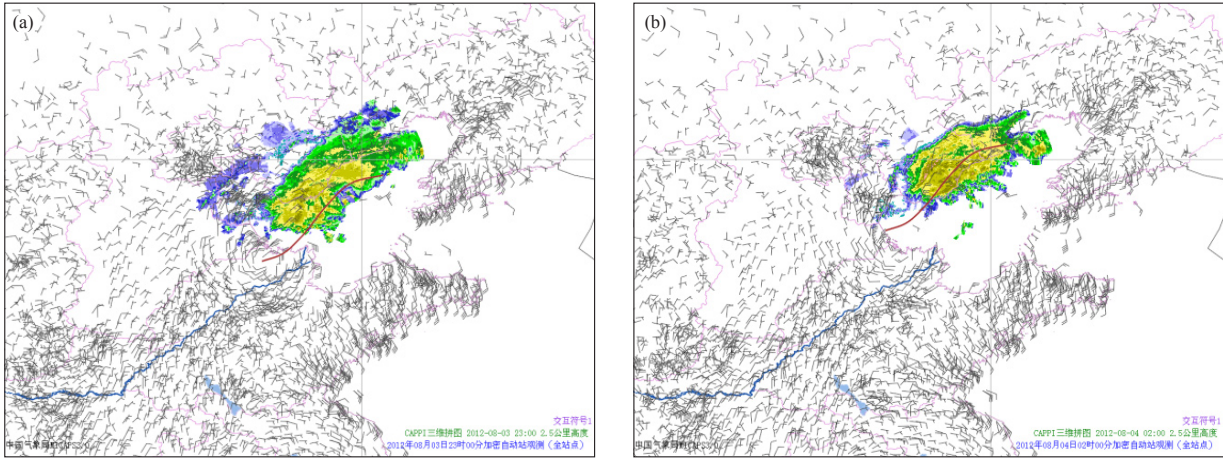 (a)
交互符号1
CAPPI三维拼图 2012-08-03 23:00 2.5公里高度
2012年08月03日23时00分加密自动站观测（全站点）
(b)
交互符号1
CAPPI三维拼图 2012-08-04 02:00 2.5公里高度
2012年08月04日02时00分加密自动站观测（全站点）